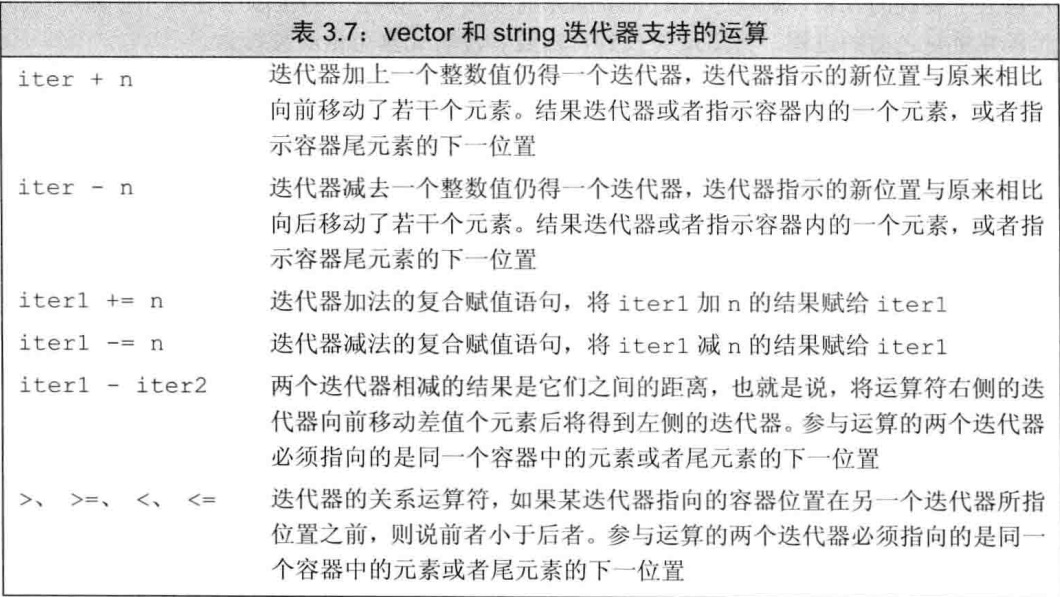 表 3.7：vector 和 string 迭代器支持的运算
iter + n 迭代器加上一个整数值仍得一个迭代器，迭代器指示的新位置与原来相比
向前移动了若干个元素。结果迭代器或者指示容器内的一个元素，或者指
示容器尾元素的下一位置
iter - n 迭代器减去一个整数值仍得一个迭代器，迭代器指示的新位置与原来相比
向后移动了若干个元素。结果迭代器或者指示容器内的一个元素，或者指
示容器尾元素的下一位置
iter1 += n 迭代器加法的复合赋值语句，将 iter1 加 n 的结果赋给 iter1
iter1 -= n 迭代器减法的复合赋值语句，将 iter1 减 n 的结果赋给 iter1
iter1 - iter2 两个迭代器相减的结果是它们之间的距离，也就是说，将运算符右侧的迭
代器向前移动差值个元素后将得到左侧的迭代器。参与运算的两个迭代器
必须指向的是同一个容器中的元素或者尾元素的下一位置
>、 >=、 <、 <= 迭代器的关系运算符，如果某迭代器指向的容器位置在另一个迭代器所指
位置之前，则说前者小于后者。参与运算的两个迭代器必须指向的是同一
个容器中的元素或者尾元素的下一位置